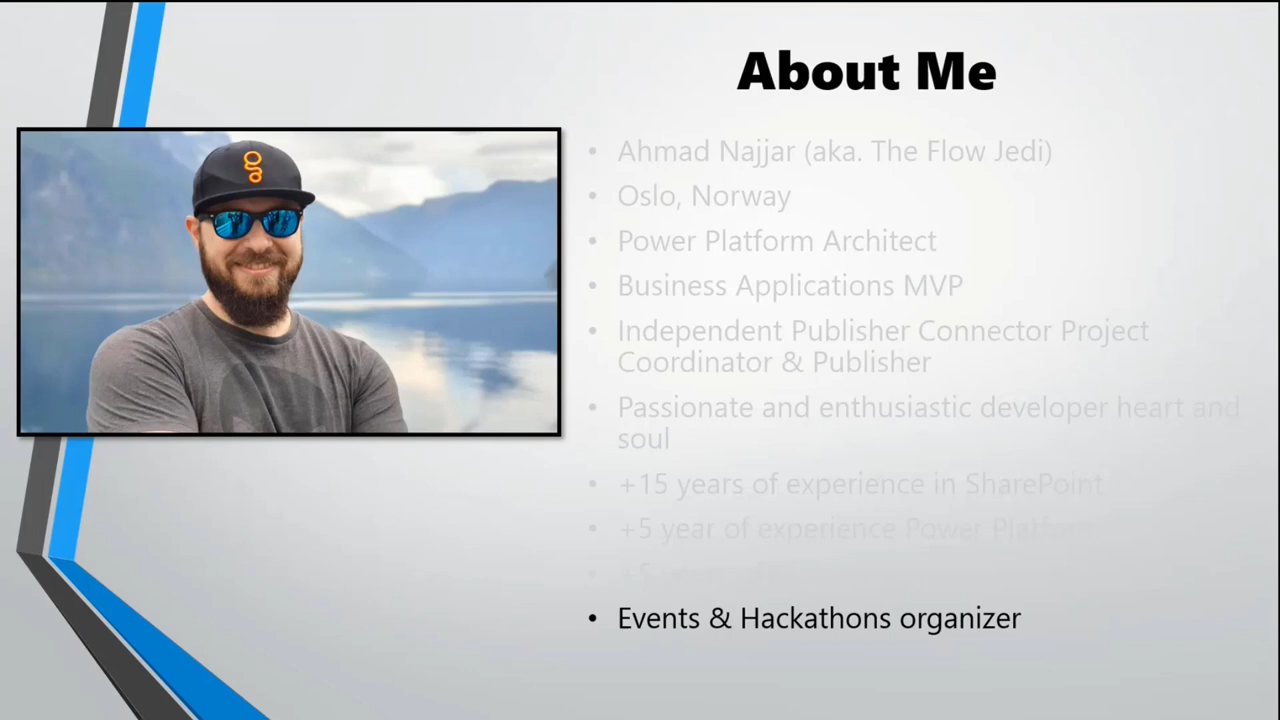 About Me
• Ahmad Najjar (aka. The Flow Jedi)
• Oslo, Norway
• Power Platform Architect
• Business Applications MVP
• Independent Publisher Connector Project
Coordinator & Publisher
• Passionate and enthusiastic developer heart and
soul
• +15 years of experience in SharePoint
• +5 year of experience Power Platform
• Events & Hackathons organizer